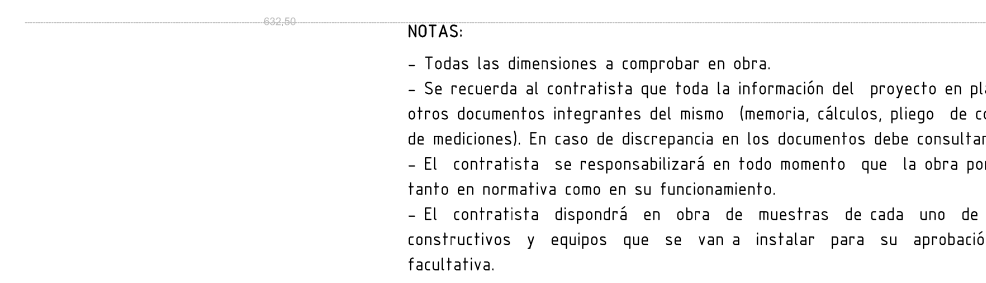 632,50
NOTAS:
- Todas las dimensiones a comprobar en obra.
- Se recuerda al contratista que toda la información del proyecto en
otros documentos integrantes del mismo (memoria, cálculos, pliego de
de mediciones). En caso de discrepancia en los documentos debe
- El contratista se responsabilizará en todo momento que la obra
tanto en normativa como en su funcionamiento.
- El contratista dispondrá en obra de muestras de cada uno de
constructivos y equipos que se van a instalar para su
facultativa.